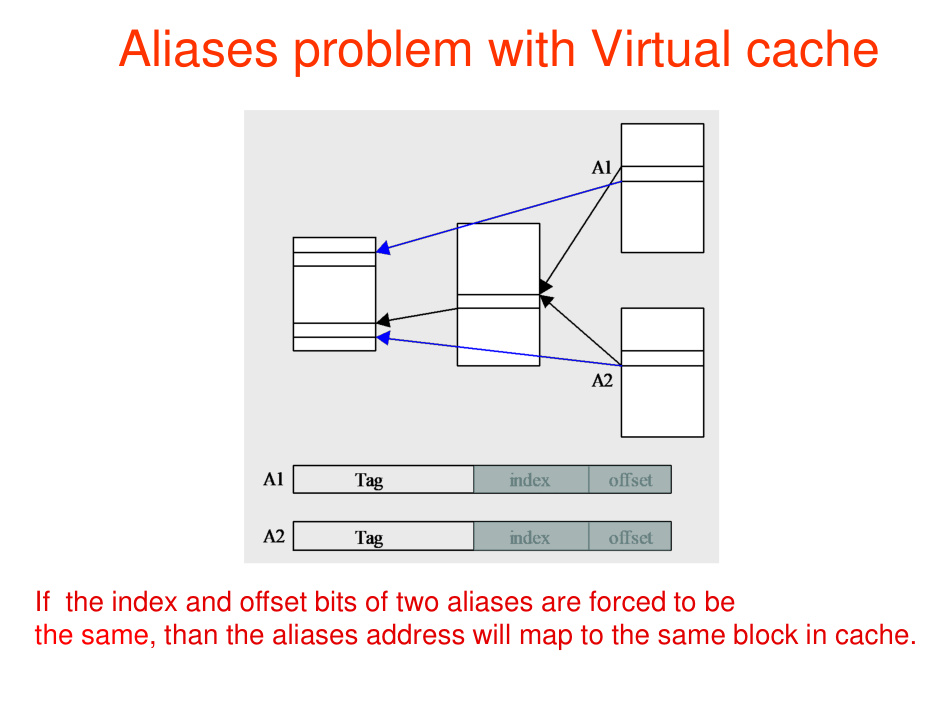 Aliases problem with Virtual cache
A1
A2
A1 Tag index offset
A2 Tag index offset
If the index and offset bits of two aliases are forced to be
the same, than the aliases address will map to the same block in cache.